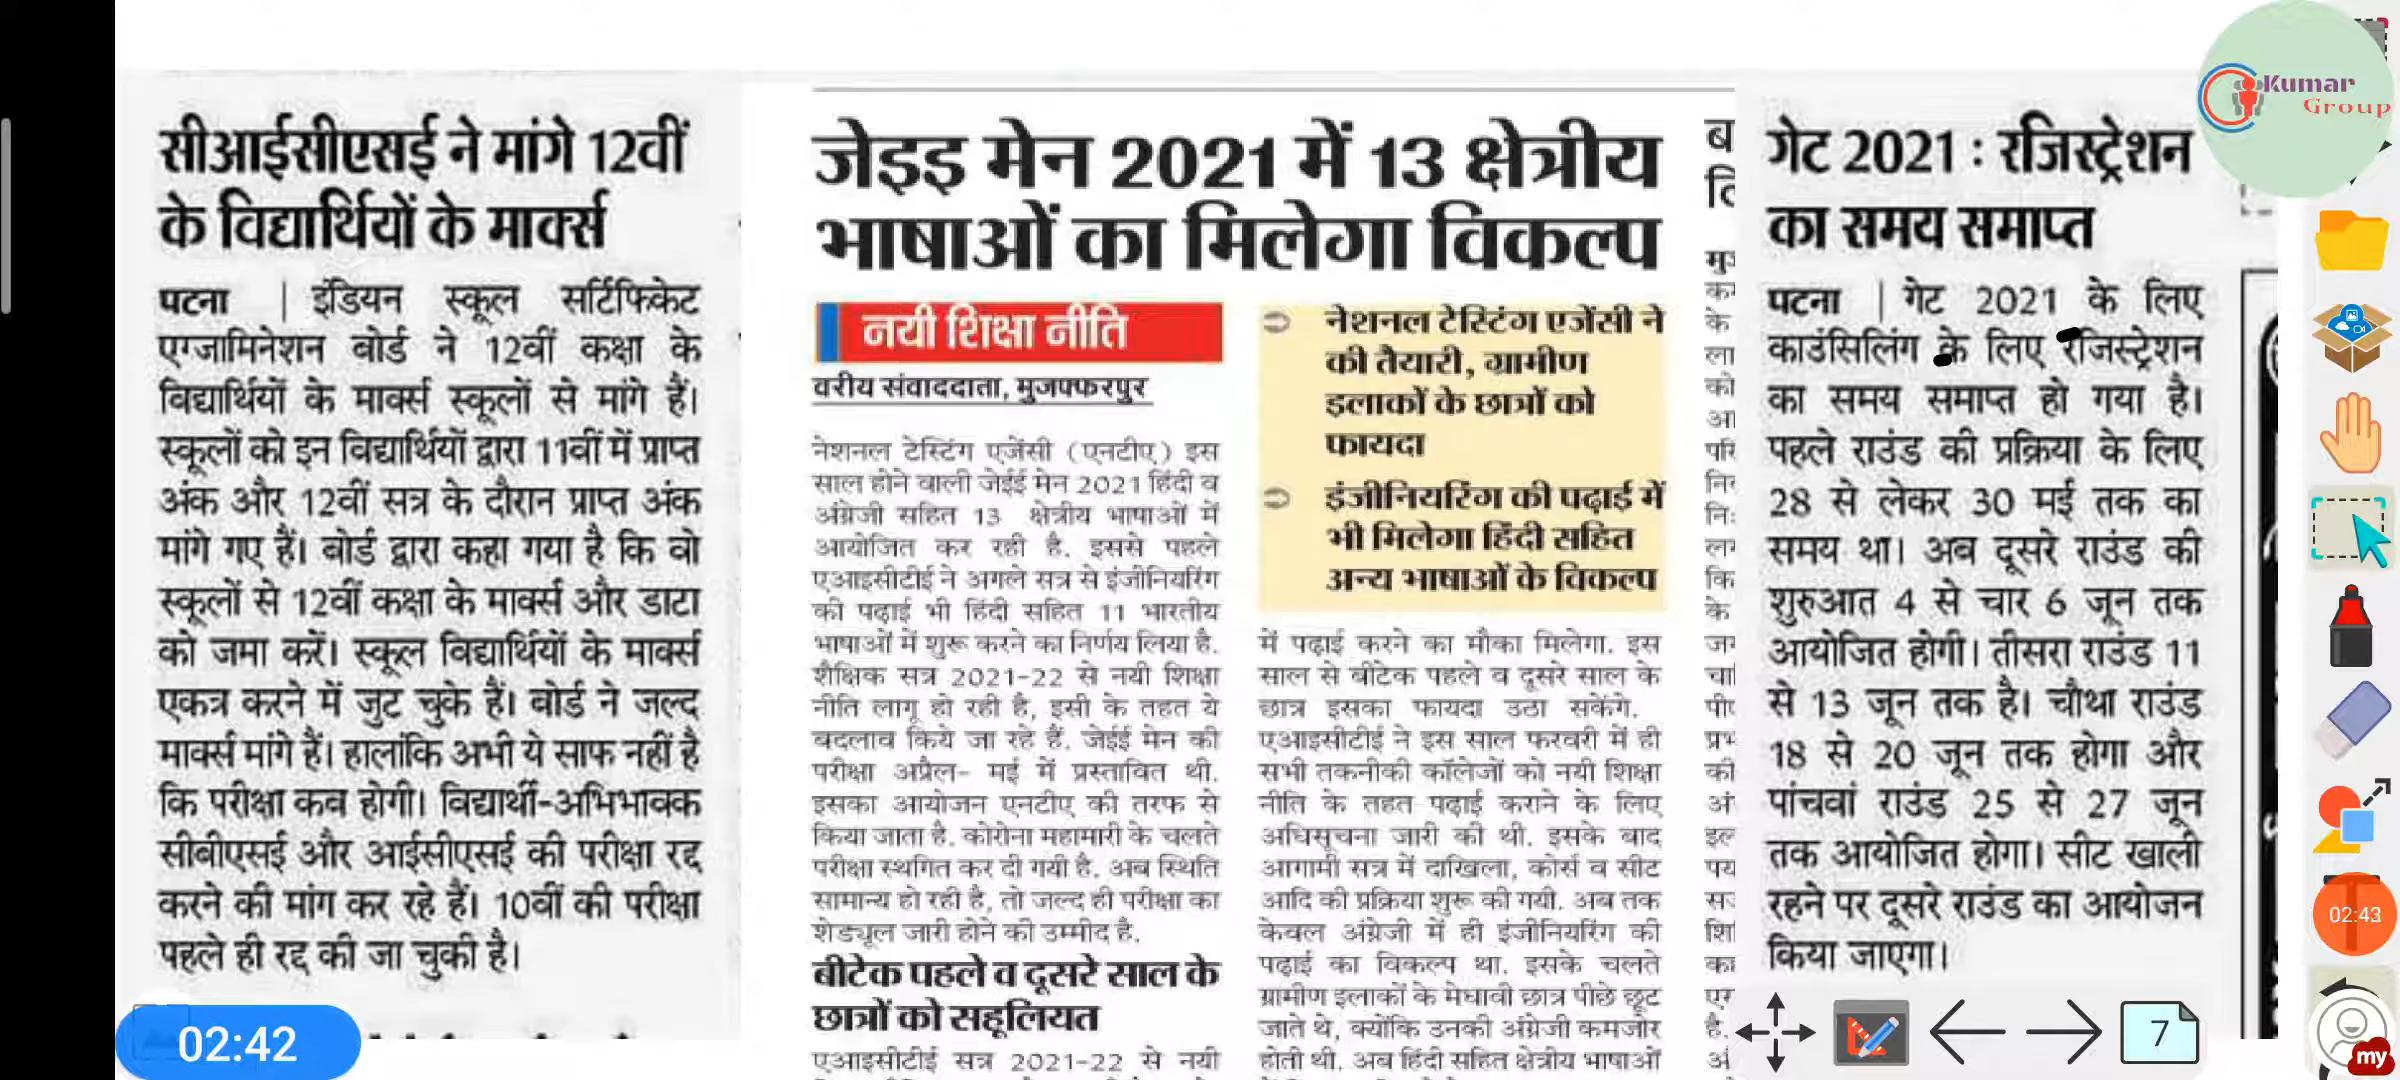 सीआईसीएसई ने मांगे 12वीं
के विद्यार्थियों के मार्क्स
पटना | इंडियन स्कूल सर्टिफिकेट
एग्जामिनेशन बोर्ड ने 12वीं कक्षा के
विद्यार्थियों के मार्क्स स्कूलों से मांगे हैं।
स्कूलों को इन विद्यार्थियों द्वारा 11वीं में प्राप्त
अंक और 12वीं सत्र के दौरान प्राप्त अंक
मांगे गए हैं। बोर्ड द्वारा कहा गया है कि वो
स्कूलों से 12वीं कक्षा के मार्क्स और डाटा
को जमा करें। स्कूल विद्यार्थियों के मार्क्स
एकत्र करने में जुट चुके हैं। बोर्ड ने जल्द
मार्क्स मांगे हैं। हालांकि अभी ये साफ नहीं है
कि परीक्षा कब होगी। विद्यार्थी-अभिभावक
सीबीएसई और आईसीएसई की परीक्षा रद्द
करने की मांग कर रहे हैं। 10वीं की परीक्षा
पहले ही रद्द की जा चुकी है।
02:42
जेइइ मेन 2021 में 13 क्षेत्रीय
भाषाओं का मिलेगा विकल्प
नयी शिक्षा नीति
वरीय संवाददाता, मुजफ्फरपुर
नेशनल टेस्टिंग एजेंसी (एनटीए) इस
साल होने वाली जेईई मेन 2021 हिंदी व
अंग्रेजी सहित 13 क्षेत्रीय भाषाओं में
आयोजित कर रही है. इससे पहले
एआइसीटीई ने अगले सत्र से इंजीनियरिंग
की पढ़ाई भी हिंदी सहित 11 भारतीय
भाषाओं में शुरू करने का निर्णय लिया है.
शैक्षिक सत्र 2021-22 से नयी शिक्षा
नीति लागू हो रही है, इसी के तहत ये
बदलाव किये जा रहे हैं. जेईई मेन की
परीक्षा अप्रैल- मई में प्रस्तावित थी.
इसका आयोजन एनटीए की तरफ से
किया जाता है. कोरोना महामारी के चलते
परीक्षा स्थगित कर दी गयी है. अब स्थिति
सामान्य हो रही है, तो जल्द ही परीक्षा का
शेड्यूल जारी होने की उम्मीद है.
बीटेक पहले व दूसरे साल के
छात्रों को सहूलियत
एआइसीटीई सत्र 2021-22 से नयी
नेशनल टेस्टिंग एजेंसी ने
की तैयारी, ग्रामीण
इलाकों के छात्रों को
फायदा
इंजीनियरिंग की पढ़ाई में
भी मिलेगा हिंदी सहित
अन्य भाषाओं के विकल्प
में पढ़ाई करने का मौका मिलेगा. इस
साल से बीटेक पहले व दूसरे साल के
छात्र इसका फायदा उठा सकेंगे.
एआइसीटीई ने इस साल फरवरी में ही
सभी तकनीकी कॉलेजों को नयी शिक्षा
नीति के तहत पढ़ाई कराने के लिए
अधिसूचना जारी की थी. इसके बाद
आगामी सत्र में दाखिला, कोर्स व सीट
आदि की प्रक्रिया शुरू की गयी. अब तक
केवल अंग्रेजी में ही इंजीनियरिंग की
पढ़ाई का विकल्प था. इसके चलते
ग्रामीण इलाकों के मेधावी छात्र पीछे छूट
जाते थे, क्योंकि उनकी अंग्रेजी कमजोर
होती थी. अब हिंदी सहित क्षेत्रीय भाषाओं
गेट 2021 : रजिस्ट्रेशन
का समय समाप्त
पटना | गेट 2021 के लिए
काउंसिलिंग के लिए रजिस्ट्रेशन
का समय समाप्त हो गया है।
पहले राउंड की प्रक्रिया के लिए
28 से लेकर 30 मई तक का
समय था। अब दूसरे राउंड की
शुरुआत 4 से चार 6 जून तक
आयोजित होगी। तीसरा राउंड 11
से 13 जून तक है। चौथा राउंड
18 से 20 जून तक होगा और
पांचवां राउंड 25 से 27 जून
तक आयोजित होगा। सीट खाली
रहने पर दूसरे राउंड का आयोजन
किया जाएगा।
7
Kumar
Group
02:43
my